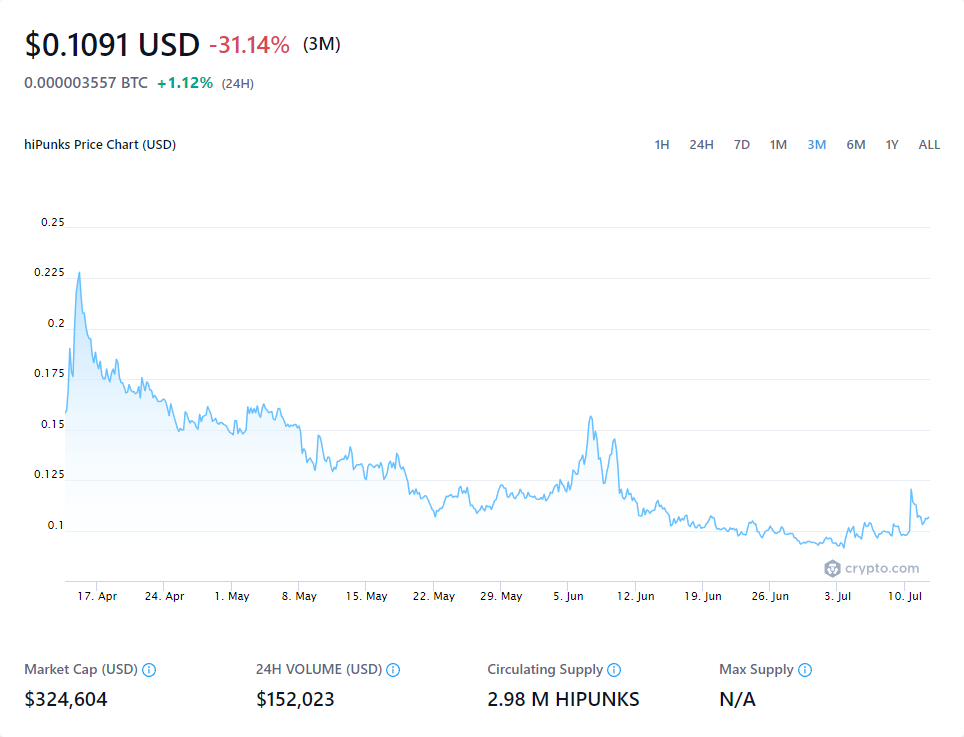 $0.1091 USD -31.14% (3M)
0.000003557 BTC +1.12% (24H)
hiPunks Price Chart (USD) 1H 24H 7D 1M 3M 6M 1Y ALL
0.25
0.225
0.2
0.175
0.15
0.125
0.1
crypto.com
17. Apr 24. Apr 1. May 8. May 15. May 22. May 29. May 5. Jun 12. Jun 19. Jun 26. Jun 3. Jul 10. Jul
Market Cap (USD) 24H VOLUME (USD) Circulating Supply Max Supply
$324,604 $152,023 2.98 M HIPUNKS N/A